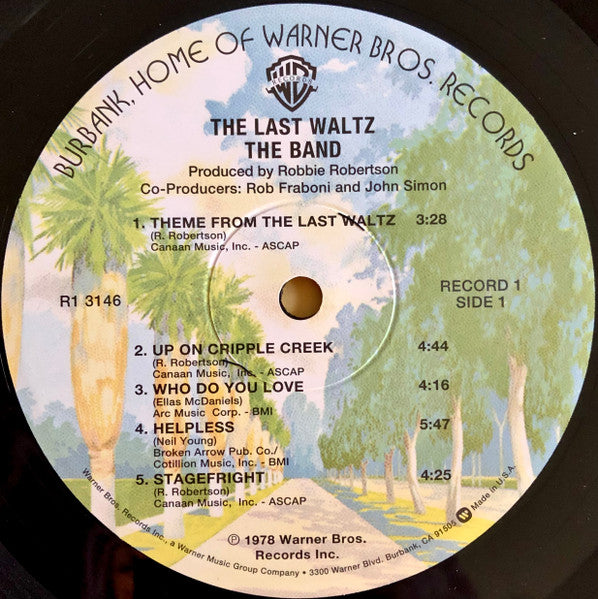 BURBANK, HOME OF WARNER BROS. RECORDS
RECORDS
THE LAST WALTZ
THE BAND
Produced by Robbie Robertson
Co-Producers: Rob Fraboni and John Simon
1. THEME FROM THE LAST WALTZ 3:28
(R. Robertson)
Canaan Music, Inc. - ASCAP
R1 3146
RECORD 1
SIDE 1
2. UP ON CRIPPLE CREEK 4:44
(R. Robertson)
Canaan Music, Inc. - ASCAP
3. WHO DO YOU LOVE 4:16
(Ellas McDaniels)
Arc Music Corp. - BMI
4. HELPLESS 5:47
(Neil Young)
Broken Arrow Pub. Co./
Cotillion Music, Inc. - BMI
5. STAGEFRIGHT 4:25
(R. Robertson)
Canaan Music, Inc. - ASCAP
℗ 1978 Warner Bros.
Records Inc.
Warner Bros. Records Inc., a Warner Music Group Company • 3300 Warner Blvd. Burbank, CA 91505 Made in U.S.A.